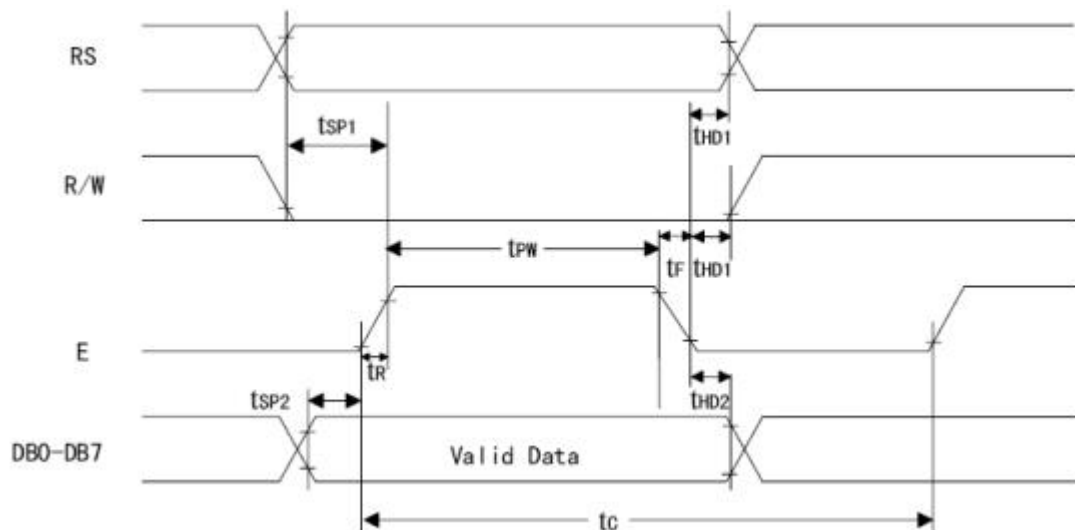 RS
tSP1
tHD1
R/W
tPW
tF
tHD1
E
tR
tSP2
tHD2
DB0-DB7
Valid Data
tC